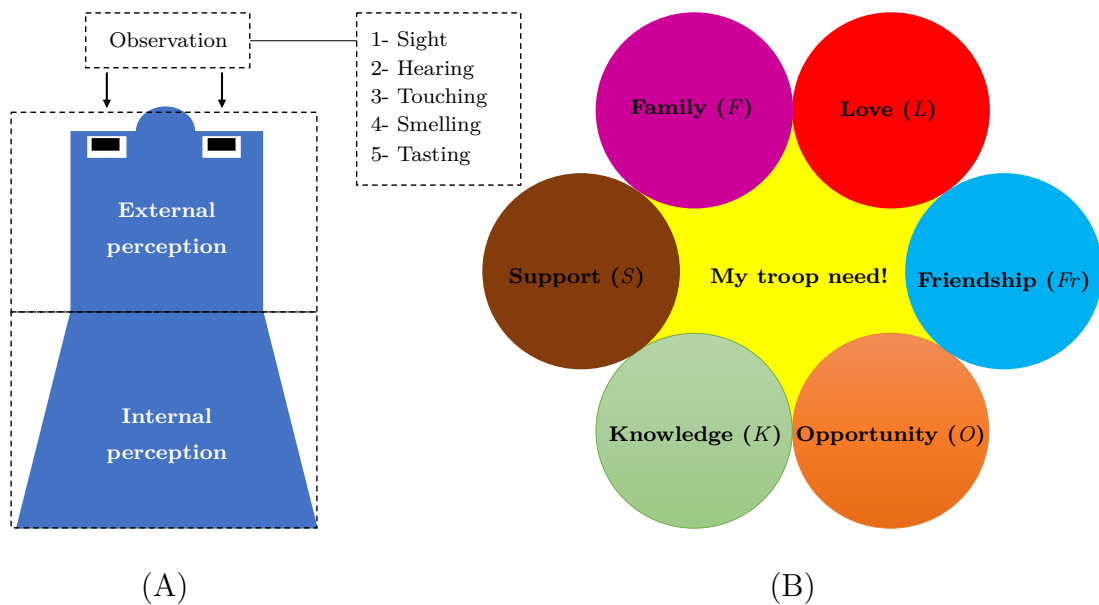 Observation
1- Sight
2- Hearing
3- Touching
4- Smelling
5- Tasting
External
perception
Internal
perception
(A)
Family (F)
Love (L)
Support (S)
My troop need!
Friendship (Fr)
Knowledge (K)
Opportunity (O)
(B)